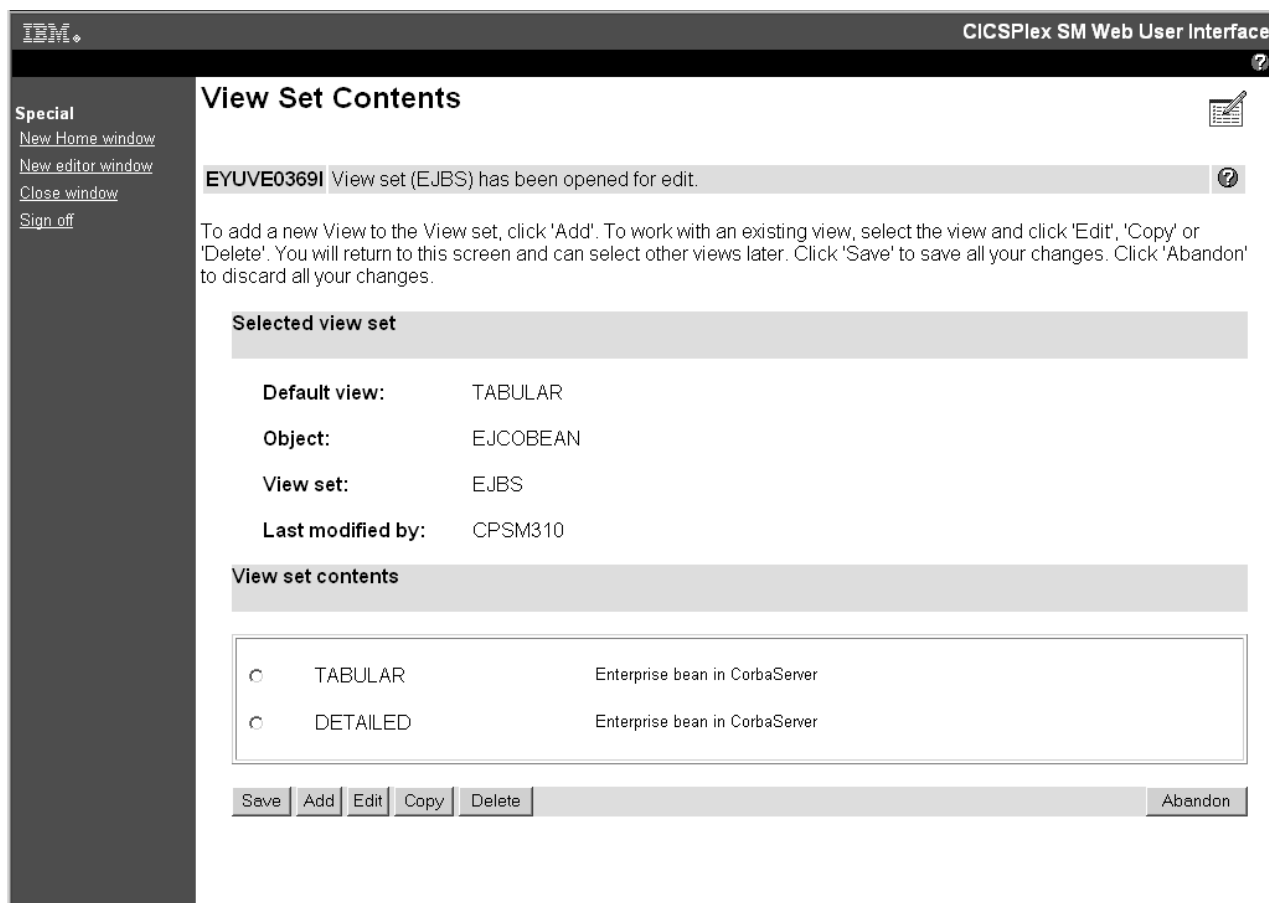 IBM
CICSPlex SM Web User Interface
?
Special
New Home window
New editor window
Close window
Sign off
View Set Contents
EYUVE0369I View set (EJBS) has been opened for edit.
?
To add a new View to the View set, click 'Add'. To work with an existing view, select the view and click 'Edit', 'Copy' or
'Delete'. You will return to this screen and can select other views later. Click 'Save' to save all your changes. Click 'Abandon'
to discard all your changes.
Selected view set
Default view: TABULAR
Object: EJCOBEAN
View set: EJBS
Last modified by: CPSM310
View set contents
TABULAR Enterprise bean in CorbaServer
DETAILED Enterprise bean in CorbaServer
Save Add Edit Copy Delete Abandon